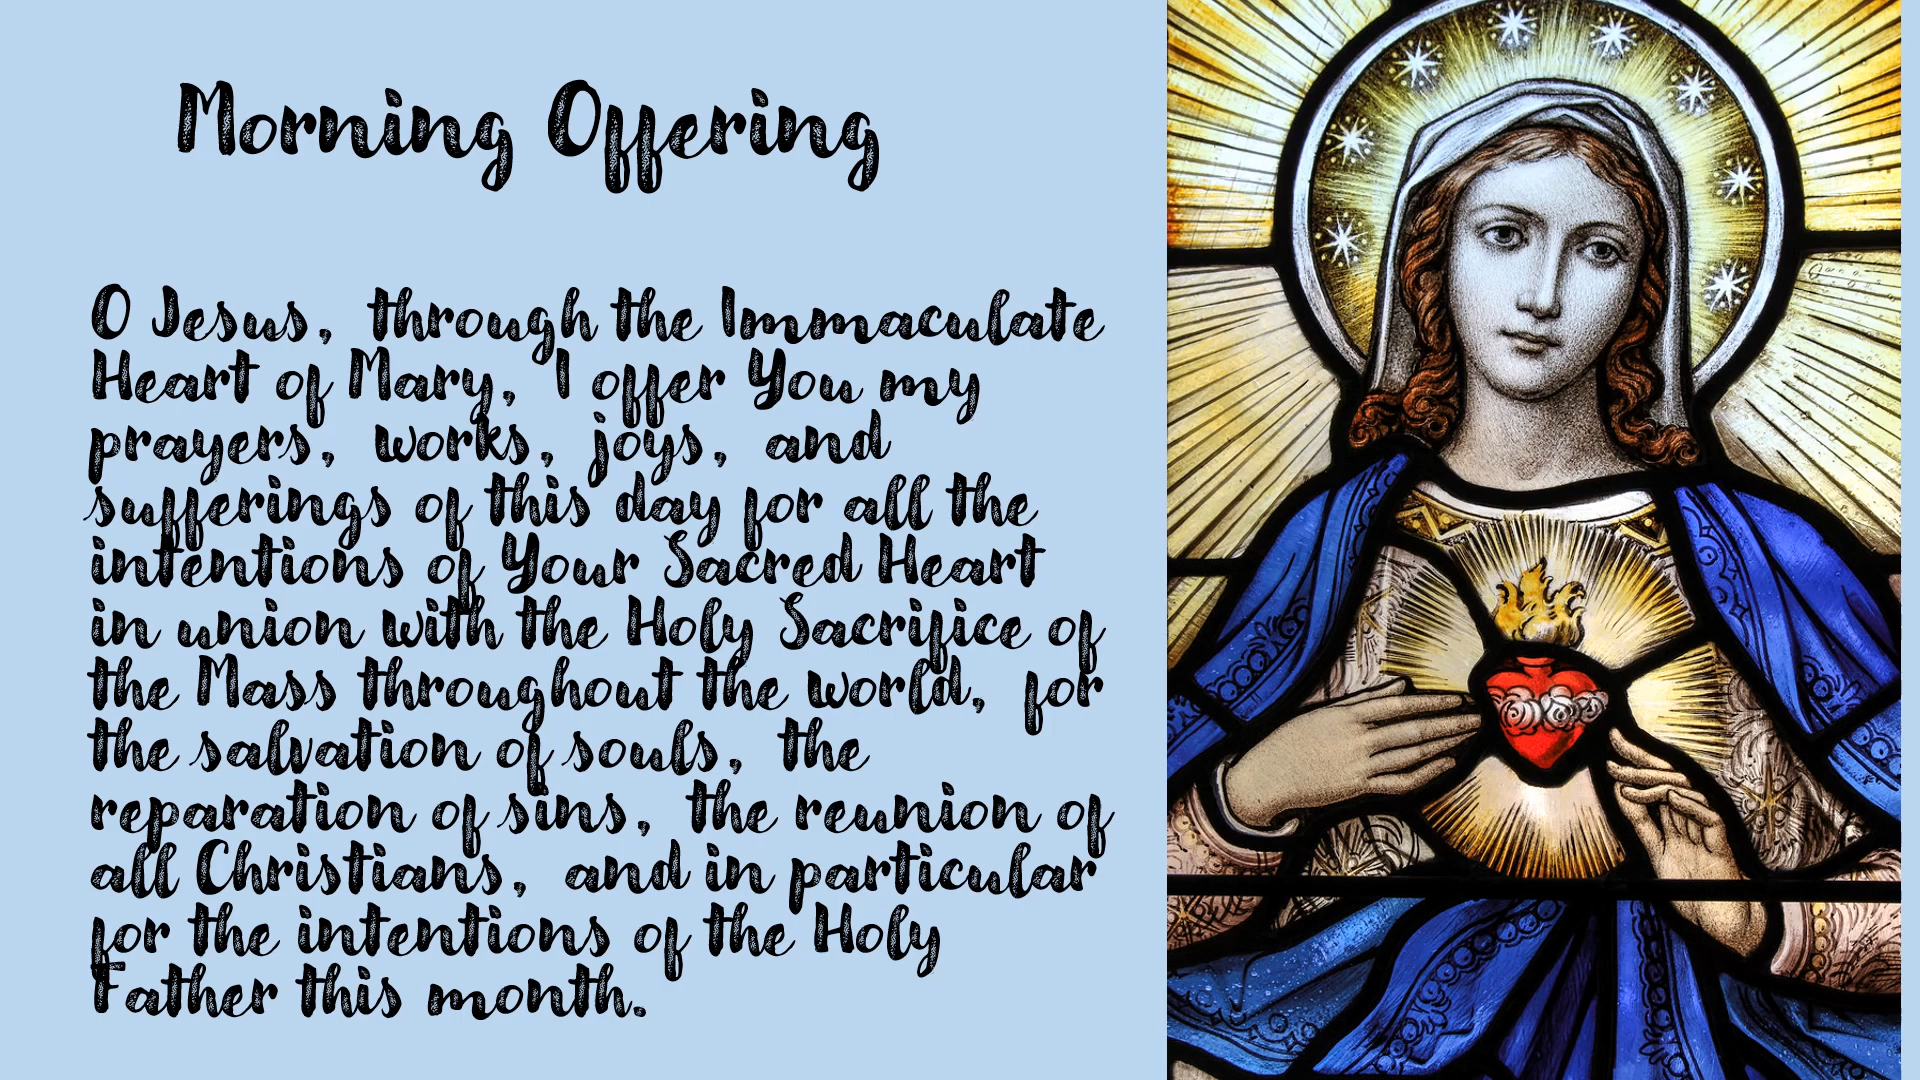 Morning Offering
O Jesus, through the Immaculate
Heart of Mary, I offer You my
prayers, works, joys, and
sufferings of this day for all the
intentions of Your Sacred Heart
in union with the Holy Sacrifice of
the Mass throughout the world, for
the salvation of souls, the
reparation of sins, the reunion of
all Christians, and in particular
for the intentions of the Holy
Father this month.